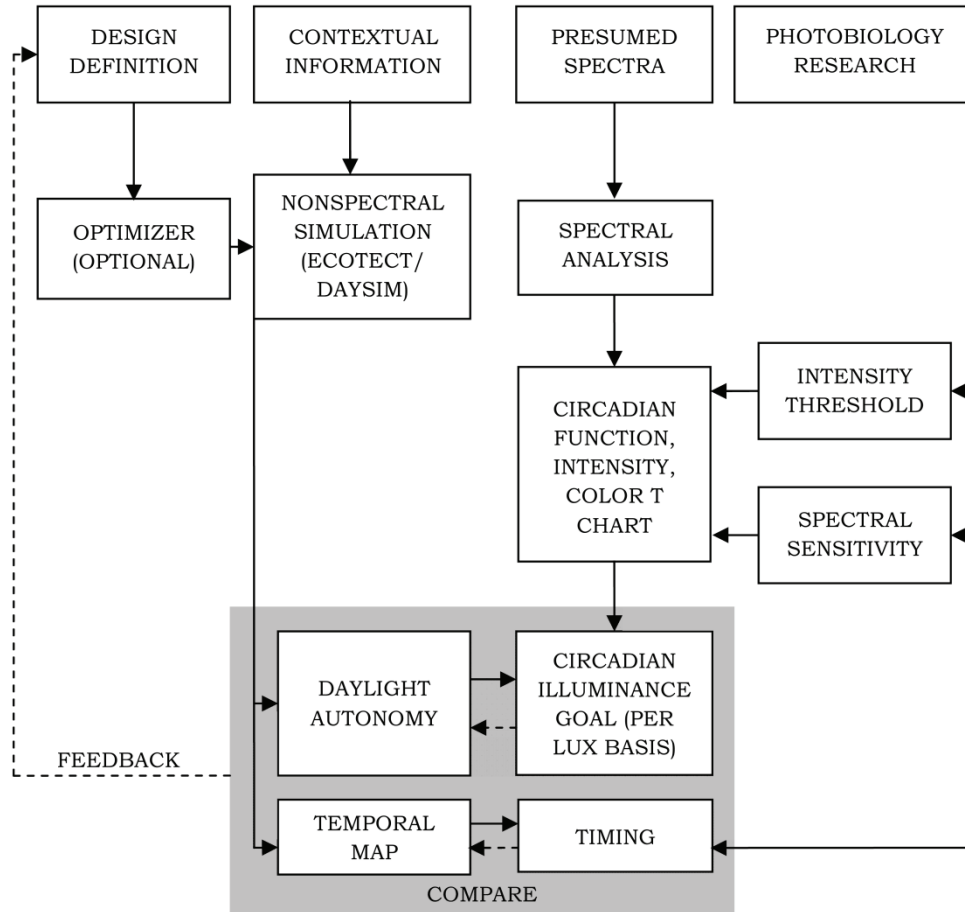 DESIGN
DEFINITION
CONTEXTUAL
INFORMATION
PRESUMED
SPECTRA
PHOTOBIOLOGY
RESEARCH
OPTIMIZER
(OPTIONAL)
NONSPECTRAL
SIMULATION
(ECOTECT/
DAYSIM)
SPECTRAL
ANALYSIS
CIRCADIAN
FUNCTION,
INTENSITY,
COLOR T
CHART
INTENSITY
THRESHOLD
SPECTRAL
SENSITIVITY
DAYLIGHT
AUTONOMY
CIRCADIAN
ILLUMINANCE
GOAL (PER
LUX BASIS)
FEEDBACK
TEMPORAL
MAP
TIMING
COMPARE